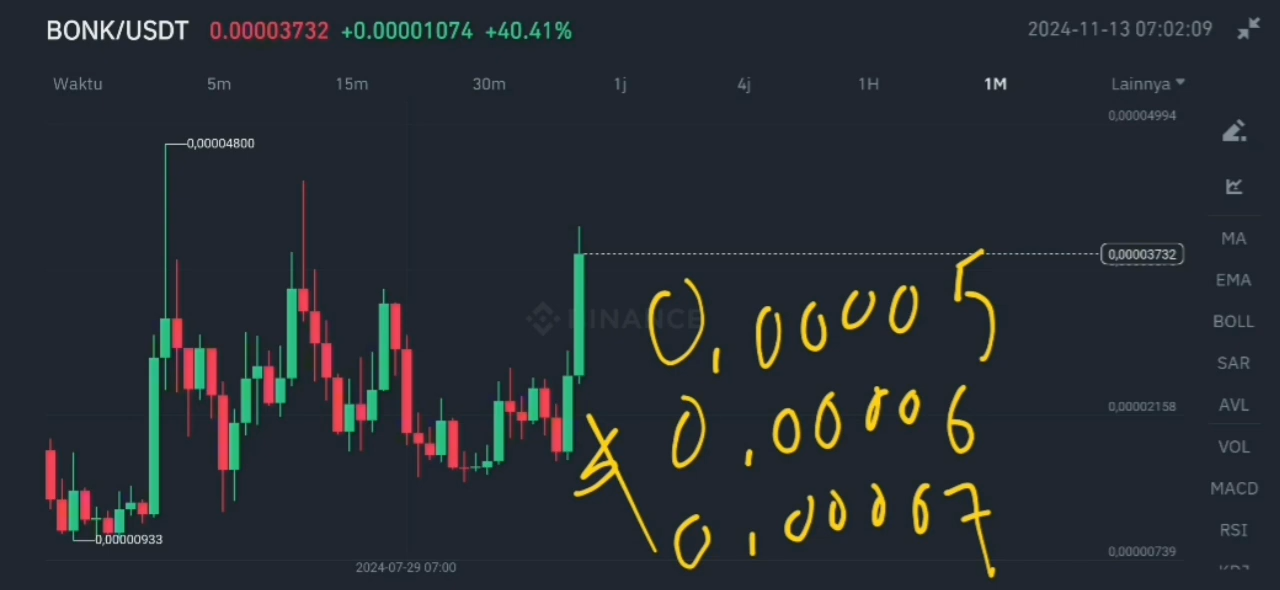 BONK/USDT 0.00003732 +0.00001074 +40.41% 2024-11-13 07:02:09
Waktu 5m 15m 30m 1j 4j 1H 1M Lainnya
0,00004994
0,00004800
MA
0,00003732
EMA
BINANCE
0,00005
BOLL
SAR
AVL
0,00002158
0,00006
VOL
MACD
0,00007
RSI
0,00000933
0,00000739
2024-07-29 07:00